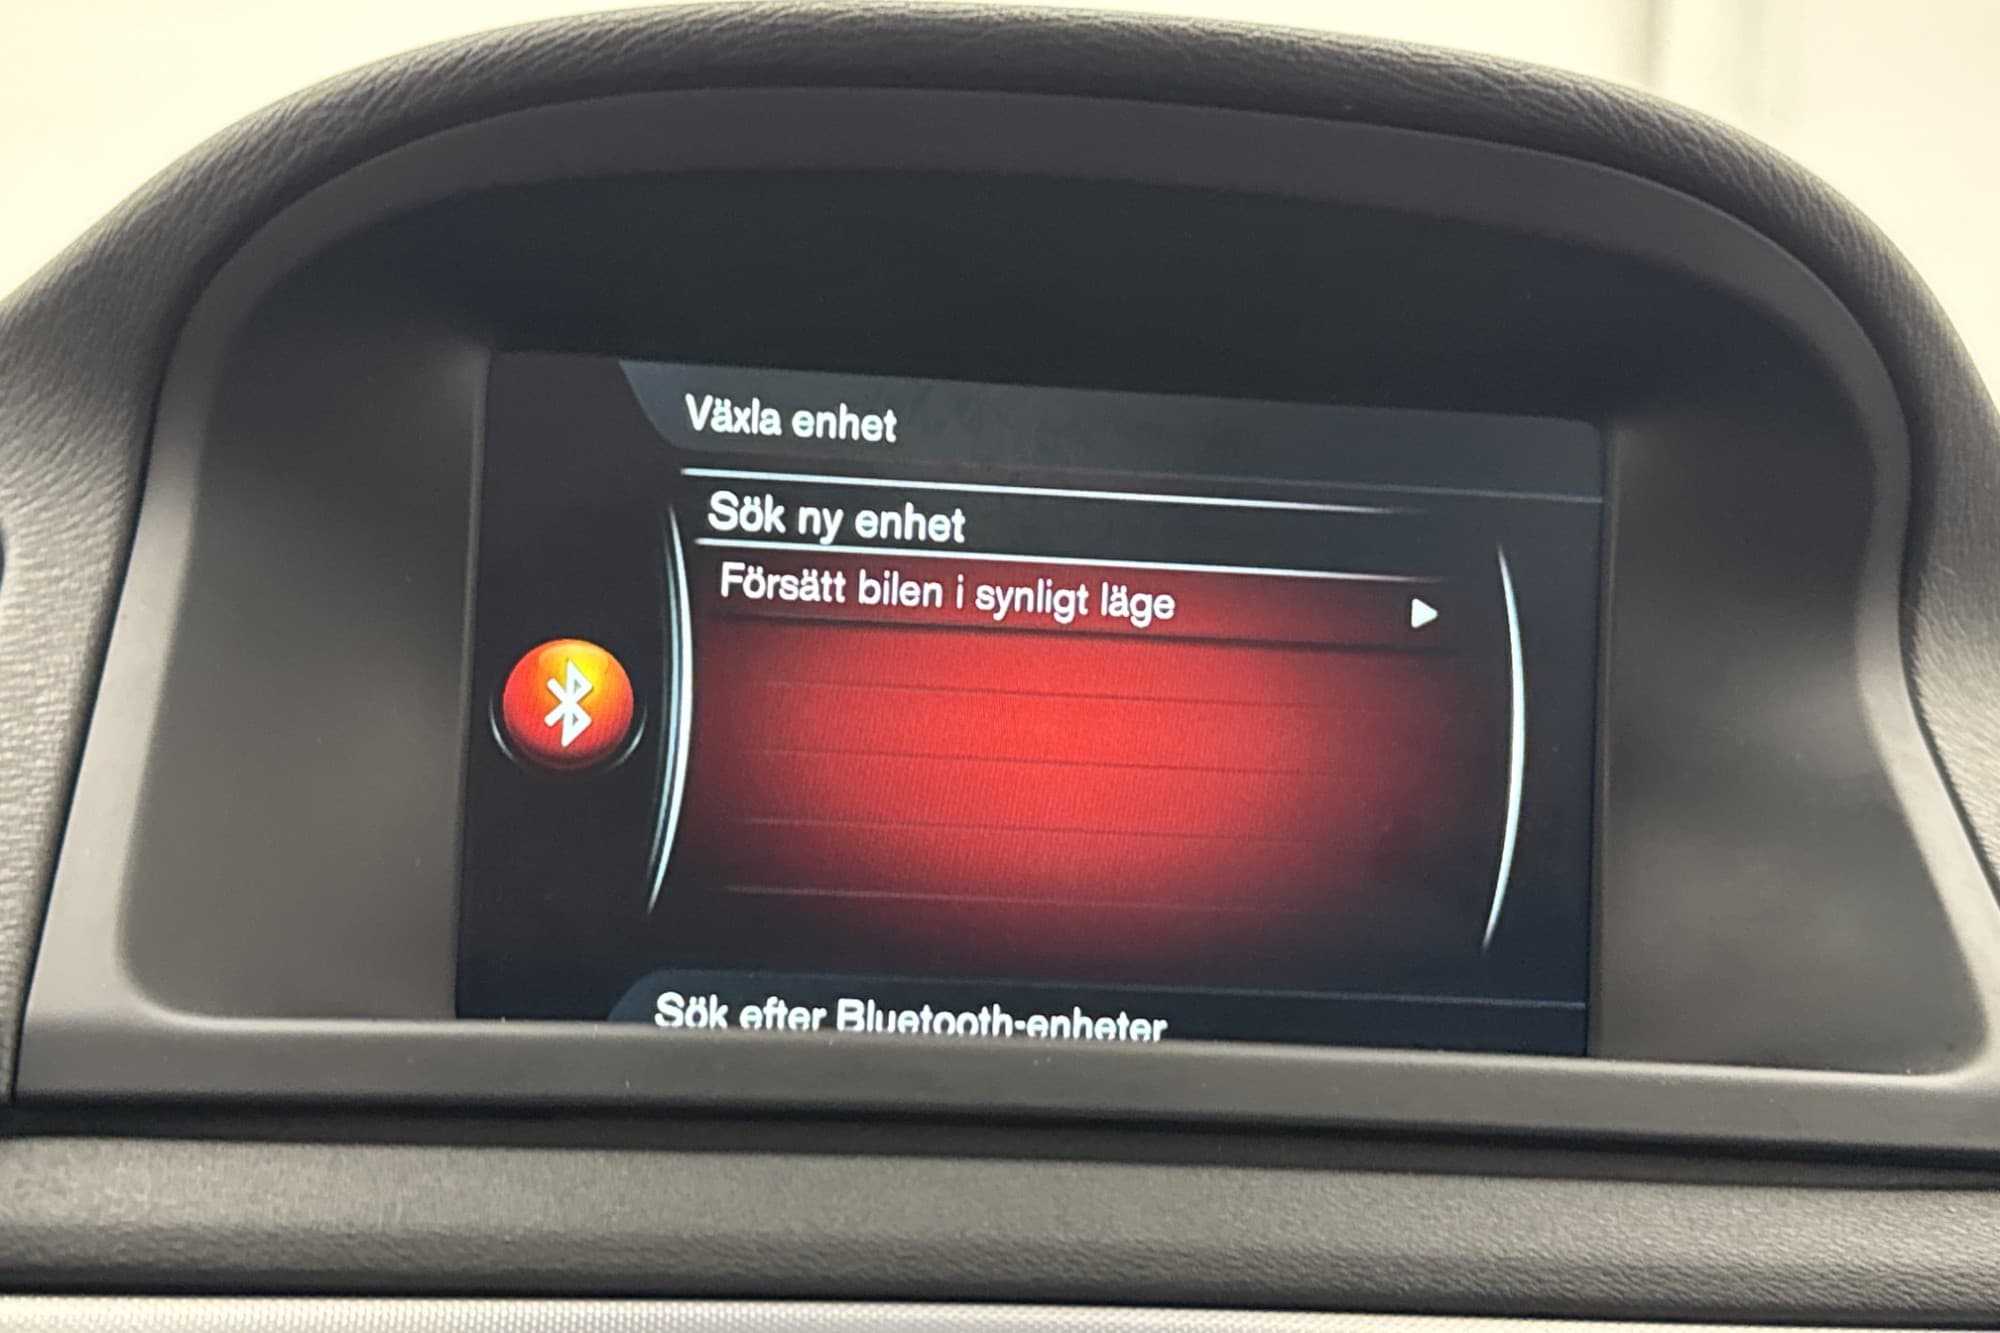 Växla enhet
Sök ny enhet
Försätt bilen i synligt läge
Sök efter Bluetooth-enheter